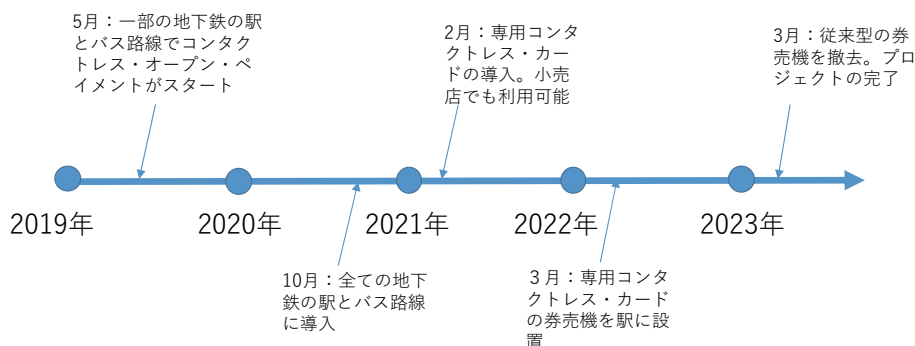 5月：一部の地下鉄の駅
とバス路線でコンタク
トレス・オープン・ペ
イメントがスタート
2月：専用コンタ
クトレス・カー
ドの導入。小売
店でも利用可能
3月：従来型の券
売機を撤去。プロ
ジェクトの完了
2019年
2020年
2021年
2022年
2023年
10月：全ての地下
鉄の駅とバス路線
に導入
３月：専用コンタ
クトレス・カード
の券売機を駅に設
置